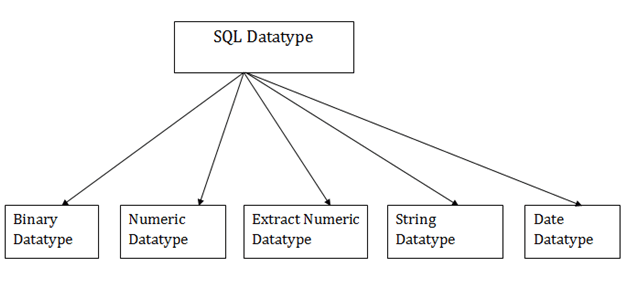 SQL Datatype
Binary
Datatype
Numeric
Datatype
Extract Numeric
Datatype
String
Datatype
Date
Datatype